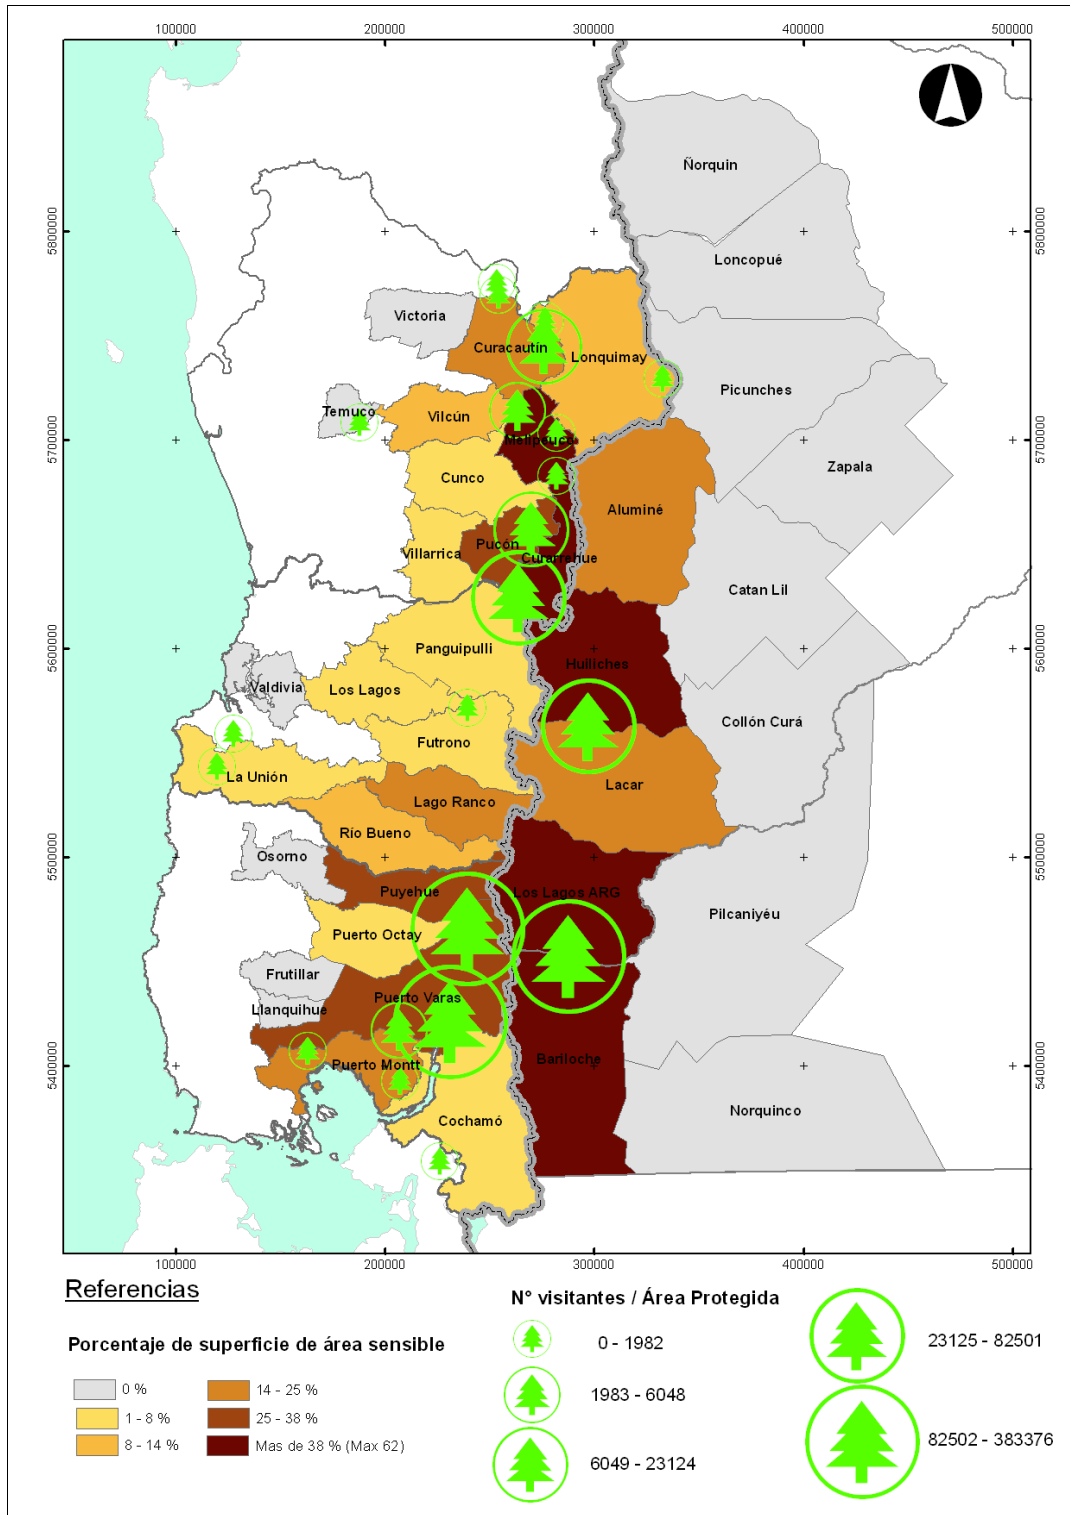 100000 200000 300000 400000 500000
5800000 5800000
5700000 5700000
5600000 5600000
5500000 5500000
5400000 5400000
Ñorquin
Loncopué
Victoria
Curacautín
Lonquimay
Picunches
Temuco
Vilcún
Melipeuco
Zapala
Cunco
Aluminé
Villarrica
Pucón
Curarrehue
Catan Lil
Panguipulli
Huiliches
Valdivia
Los Lagos
Collón Curá
Futrono
La Unión
Lago Ranco
Lacar
Río Bueno
Osorno
Puyehue
Los Lagos ARG
Pilcaniyéu
Puerto Octay
Frutillar
Puerto Varas
Llanquihue
Bariloche
Puerto Montt
Norquinco
Cochamó
100000 200000 300000 400000 500000
Referencias
Porcentaje de superficie de área sensible
0 %
1 - 8 %
8 - 14 %
14 - 25 %
25 - 38 %
Mas de 38 % (Max 62)
N° visitantes / Área Protegida
0 - 1982
1983 - 6048
6049 - 23124
23125 - 82501
82502 - 383376